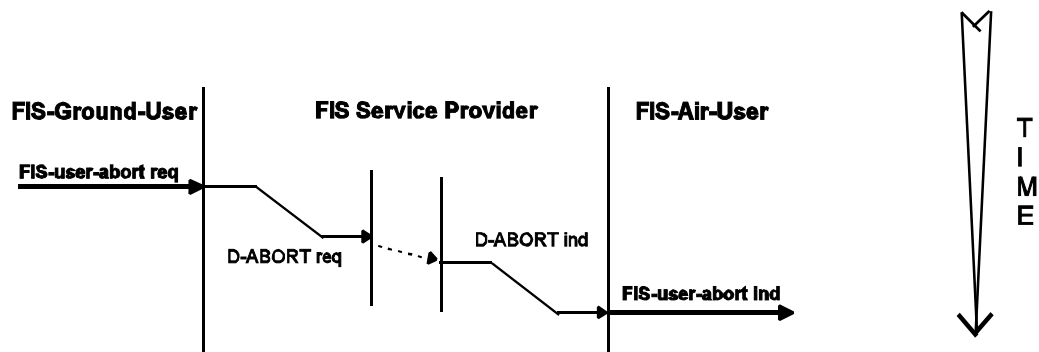 FIS-Ground-User
FIS Service Provider
FIS-Air-User
FIS-user-abort req
D-ABORT req
D-ABORT ind
FIS-user-abort ind
T
I
M
E